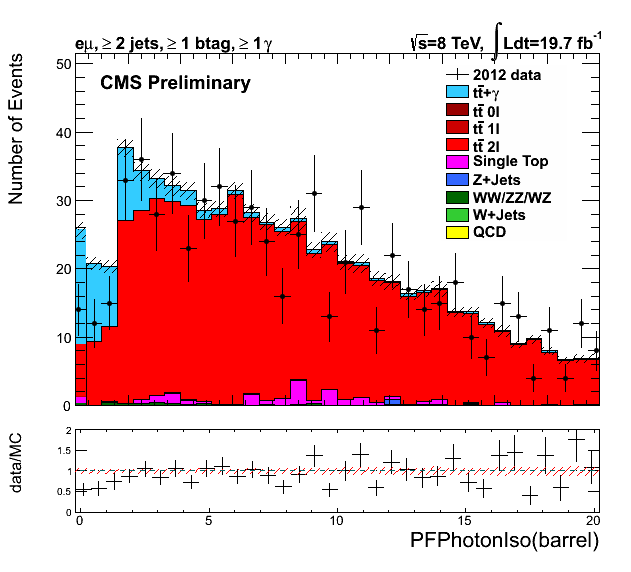 eμ, ≥ 2 jets, ≥ 1 btag, ≥ 1γ
√s=8 TeV, ∫Ldt=19.7 fb⁻¹
CMS Preliminary
2012 data
tt̄+γ
tt̄ 0l
tt̄ 1l
tt̄ 2l
Single Top
Z+Jets
WW/ZZ/WZ
W+Jets
QCD
Number of Events
50
40
30
20
10
0
data/MC
2
1.5
1
0.5
0
0 5 10 15 20
PFPhotonIso(barrel)